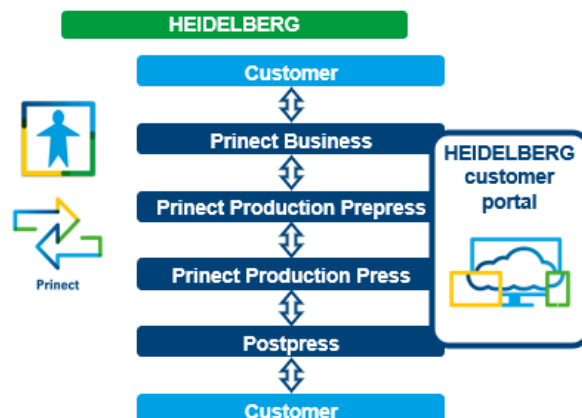 HEIDELBERG
Customer
Prinect Business
HEIDELBERG
customer
portal
Prinect Production Prepress
Prinect Production Press
Prinect
Postpress
Customer